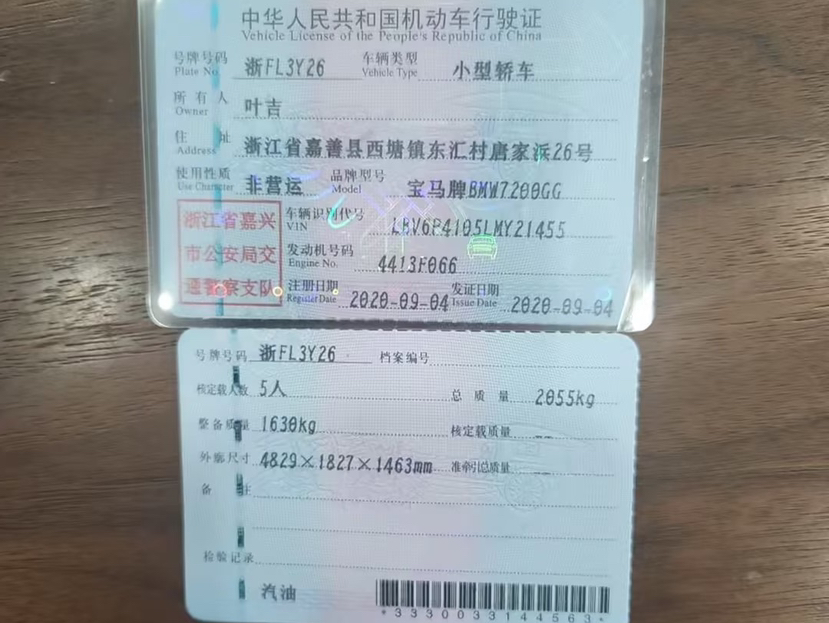 中华人民共和国机动车行驶证
Vehicle License of the People's Republic of China
号牌号码 浙FL3Y26 车辆类型 小型轿车
Plate No. Vehicle Type
所有人 叶吉
Owner
住址 浙江省嘉善县西塘镇东汇村唐家浜26号
Address
使用性质 非营运 品牌型号 宝马牌BMW7200GG
Use Character Model
浙江省嘉兴
市公安局交
通警察支队
车辆识别代号 LBV6P4105LMY21455
VIN
发动机号码 4413F066
Engine No.
注册日期 2020-09-04 发证日期 2020-09-04
Register Date Issue Date
号牌号码 浙FL3Y26 档案编号
核定载人数 5人 总质量 2055kg
整备质量 1630kg 核定载质量 --
外廓尺寸 4829×1827×1463mm 准牵引总质量 --
备注
检验记录
汽油
*3330033144563*